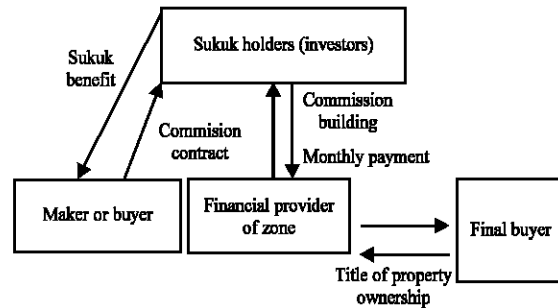 Sukuk holders (investors)
Sukuk
benefit
Commission
building
Commision
contract
Monthly payment
Maker or buyer
Financial provider
of zone
Final buyer
Title of property
ownership